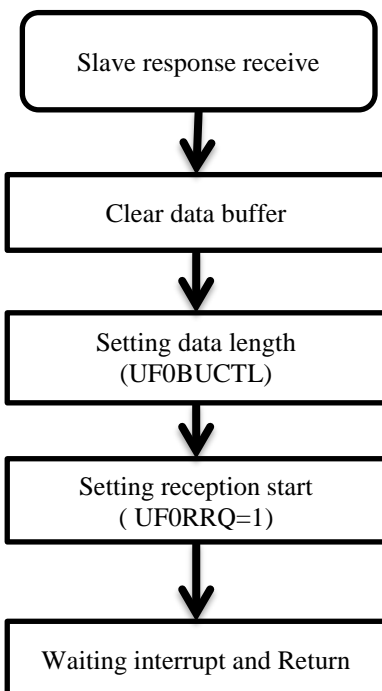 Slave response receive
Clear data buffer
Setting data length
(UF0BUCTL)
Setting reception start
( UF0RRQ=1)
Waiting interrupt and Return